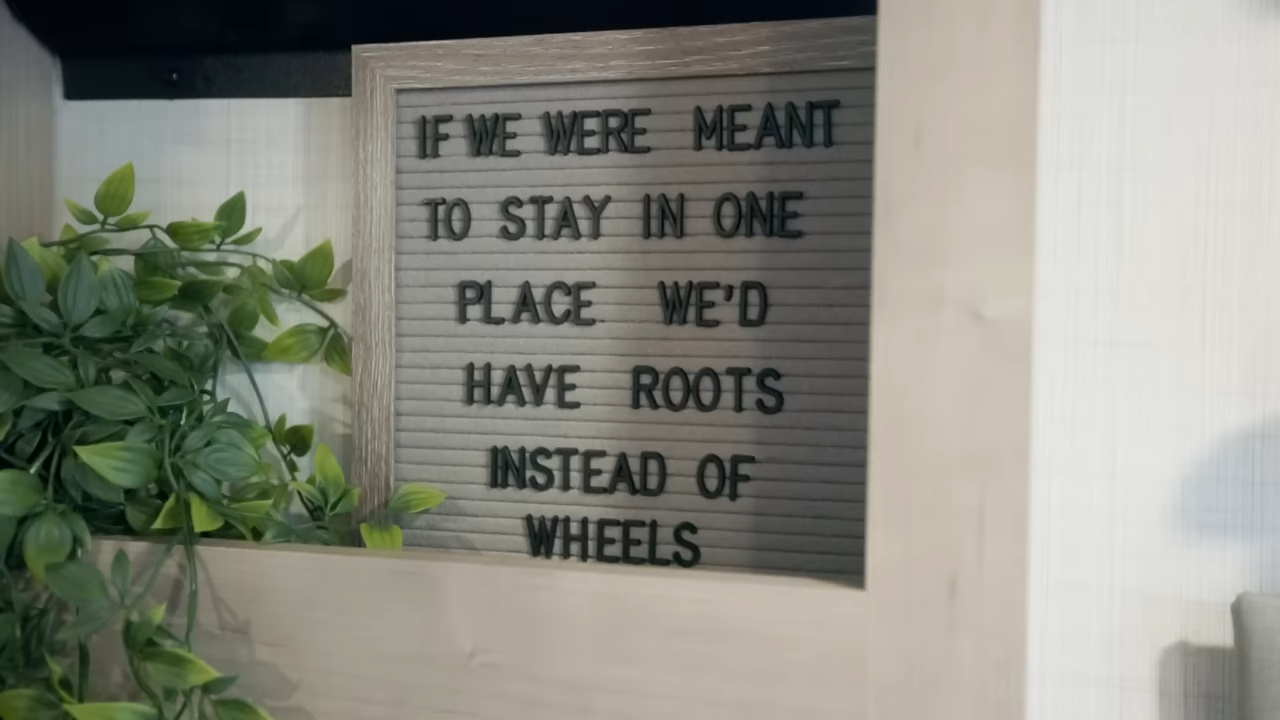 IF WE WERE MEANT
TO STAY IN ONE
PLACE WE'D
HAVE ROOTS
INSTEAD OF
WHEELS